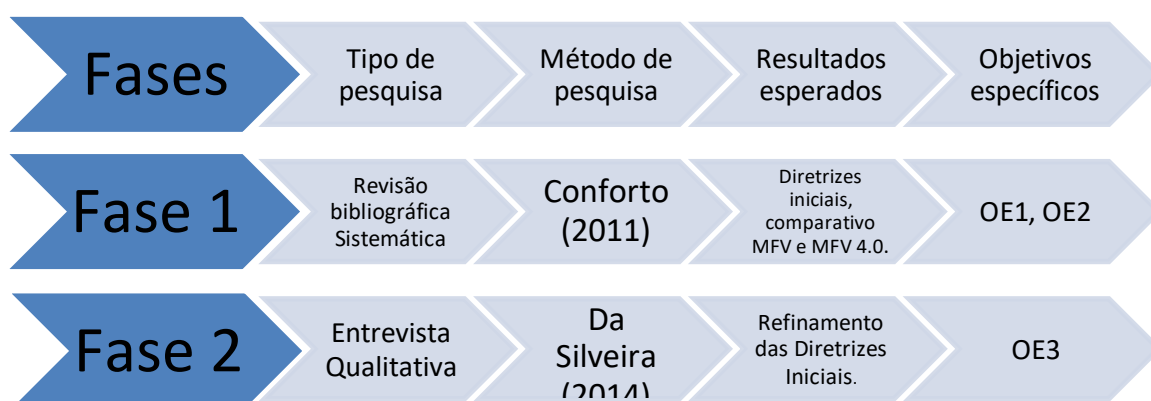 Fases
Tipo de
pesquisa
Método de
pesquisa
Resultados
esperados
Objetivos
específicos
Fase 1
Revisão
bibliográfica
Sistemática
Conforto
(2011)
Diretrizes
iniciais,
comparativo
MFV e MFV 4.0.
OE1, OE2
Fase 2
Entrevista
Qualitativa
Da
Silveira
(2014)
Refinamento
das Diretrizes
Iniciais.
OE3